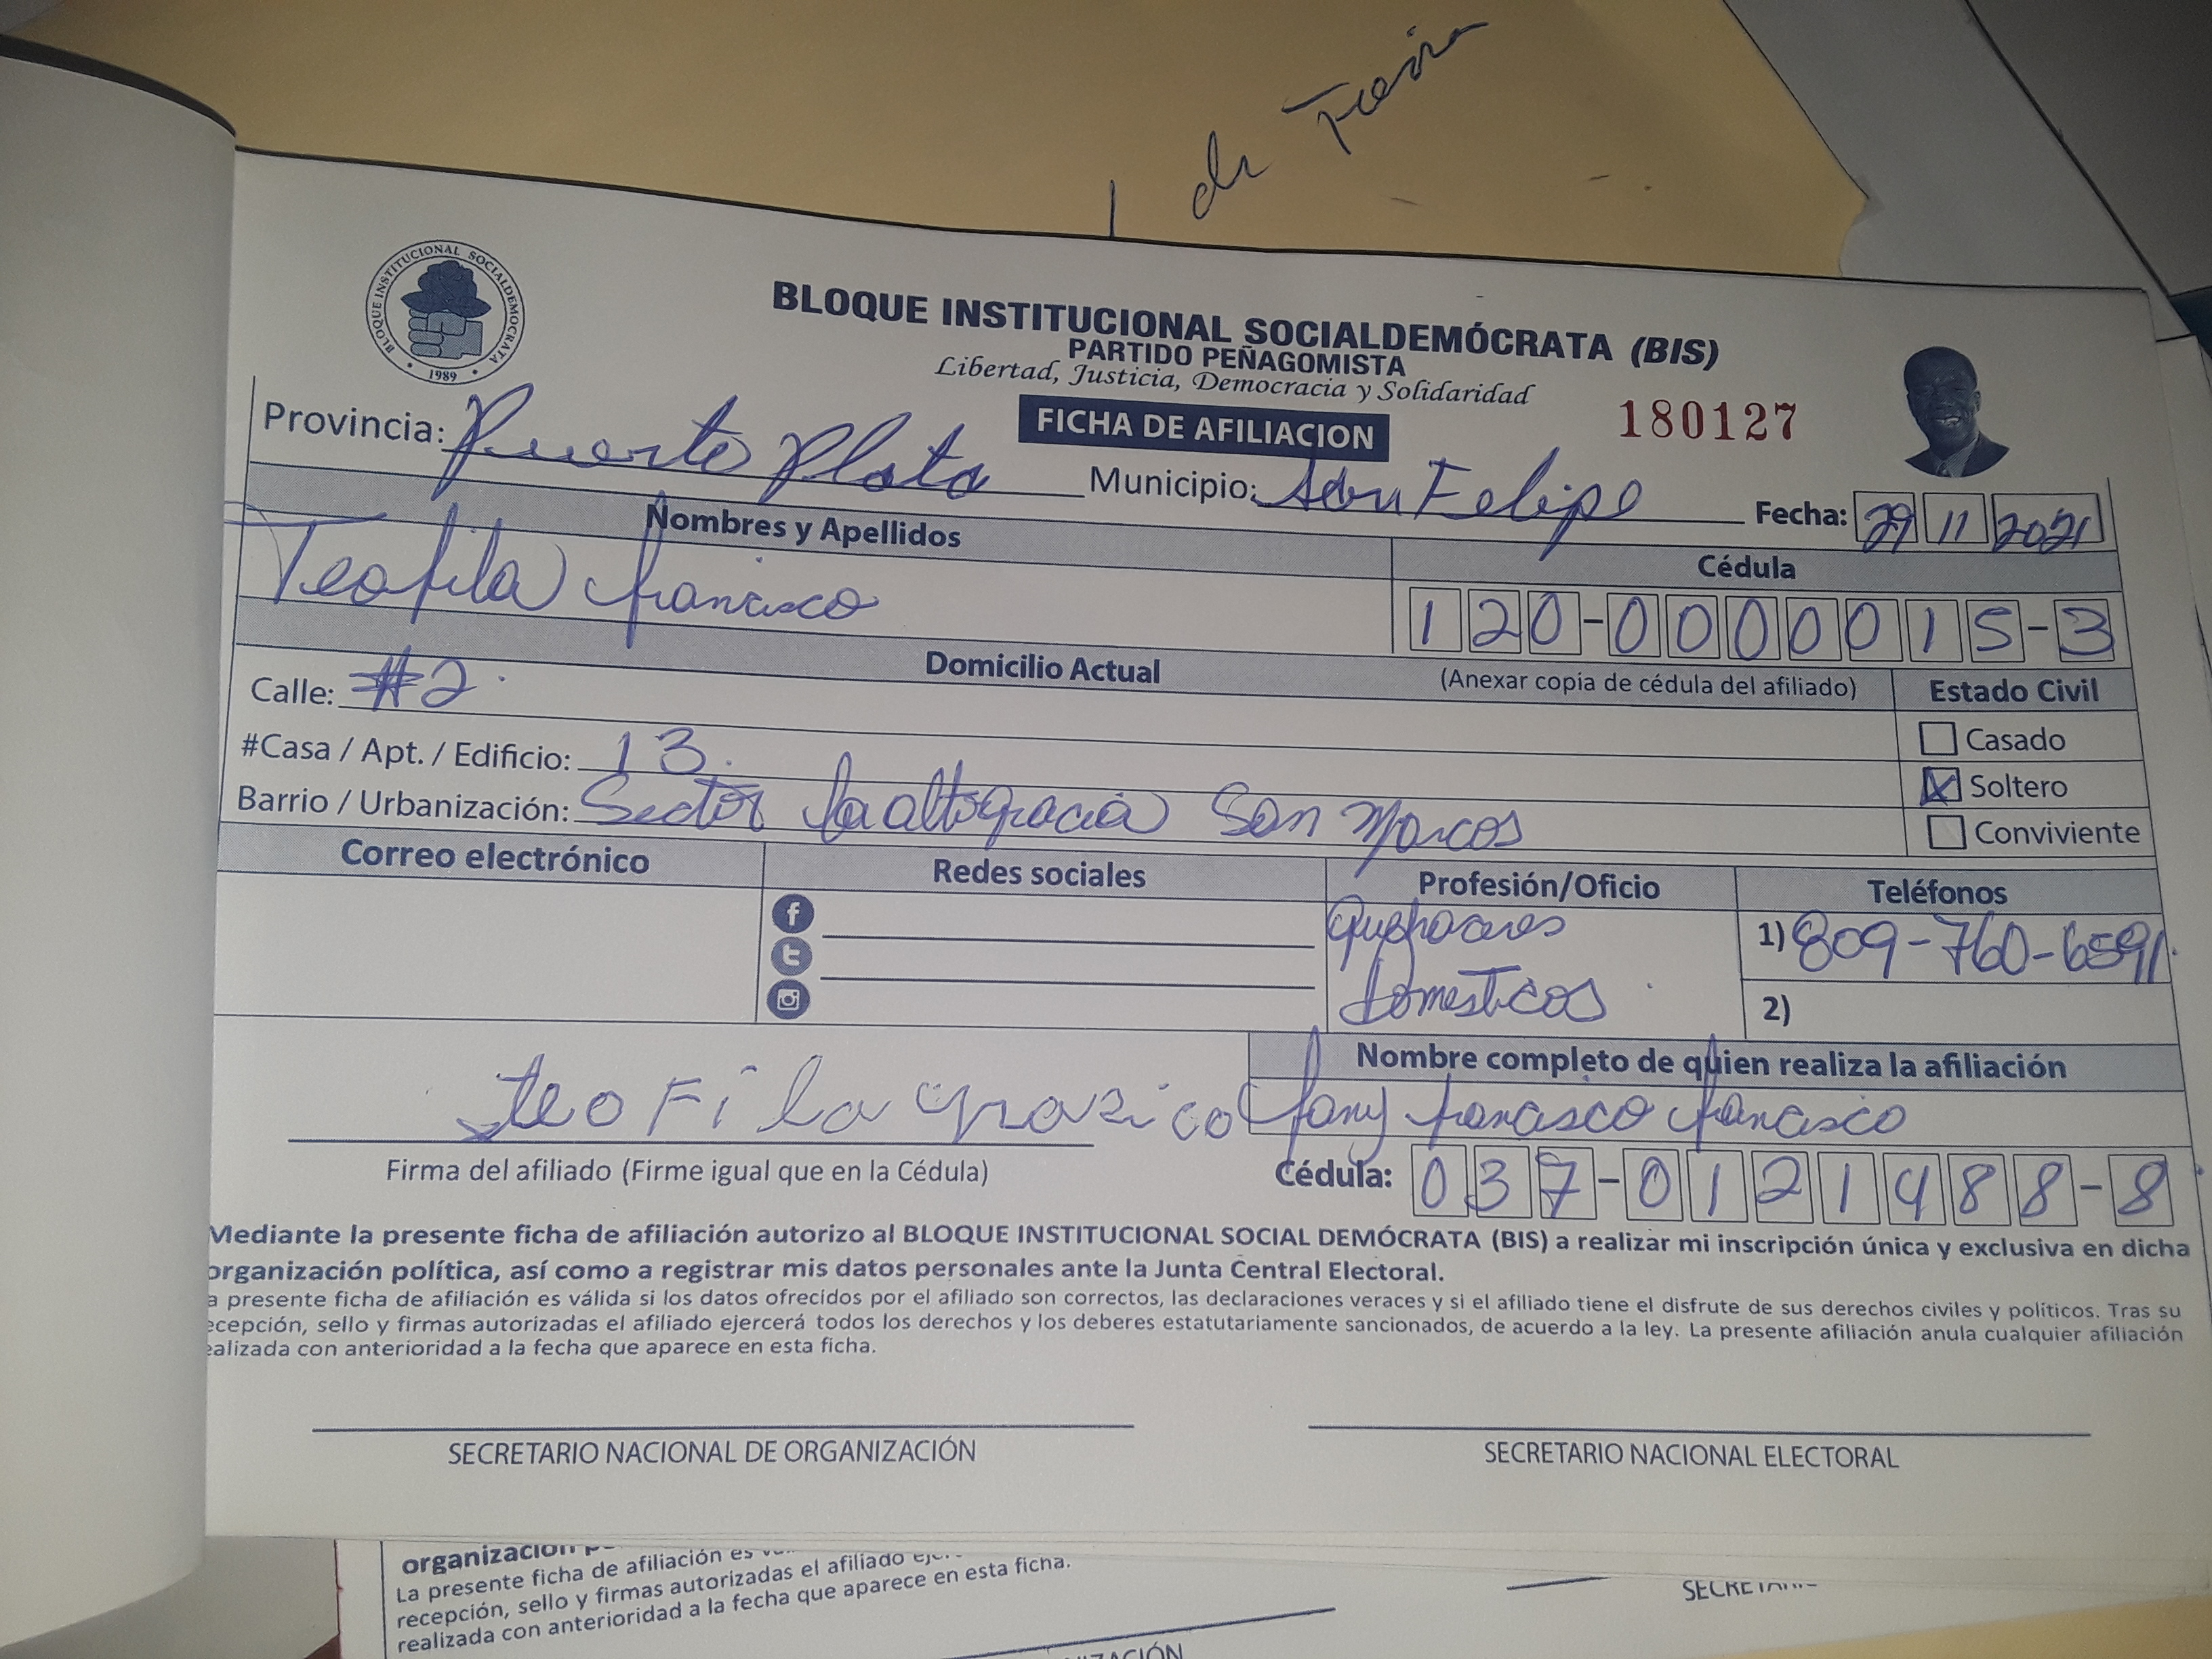 de
BLOQUE INSTITUCIONAL SOCIALDEMOCRATA
1989
BLOQUE INSTITUCIONAL SOCIALDEMÓCRATA (BIS)
PARTIDO PEÑAGOMISTA
Libertad, Justicia, Democracia y Solidaridad
FICHA DE AFILIACION
180127
Provincia: Puerto Plata Municipio: San Felipe Fecha: 29 11 2021
Nombres y Apellidos
Teofila francisco
Cédula
120-0000015-3
Domicilio Actual
(Anexar copia de cédula del afiliado)
Estado Civil
Calle: #2
Casado
#Casa / Apt. / Edificio: 13.
Soltero
Barrio / Urbanización: Sector la altagracia San Marcos
Conviviente
Correo electrónico
Redes sociales
Profesión/Oficio
Quehaceres
domesticos
Teléfonos
1) 809-760-6591
2)
Nombre completo de quien realiza la afiliación
fany francisco francisco
teoFila
Firma del afiliado (Firme igual que en la Cédula)
Cédula: 037-0121488-8
Mediante la presente ficha de afiliación autorizo al BLOQUE INSTITUCIONAL SOCIAL DEMÓCRATA (BIS) a realizar mi inscripción única y exclusiva en dicha
organización política, así como a registrar mis datos personales ante la Junta Central Electoral.
a presente ficha de afiliación es válida si los datos ofrecidos por el afiliado son correctos, las declaraciones veraces y si el afiliado tiene el disfrute de sus derechos civiles y políticos. Tras su
ecepción, sello y firmas autorizadas el afiliado ejercerá todos los derechos y los deberes estatutariamente sancionados, de acuerdo a la ley. La presente afiliación anula cualquier afiliación
ealizada con anterioridad a la fecha que aparece en esta ficha.
SECRETARIO NACIONAL DE ORGANIZACIÓN
SECRETARIO NACIONAL ELECTORAL
organización
La presente ficha de afiliación es
recepción, sello y firmas autorizadas el afiliado
realizada con anterioridad a la fecha que aparece en esta ficha.